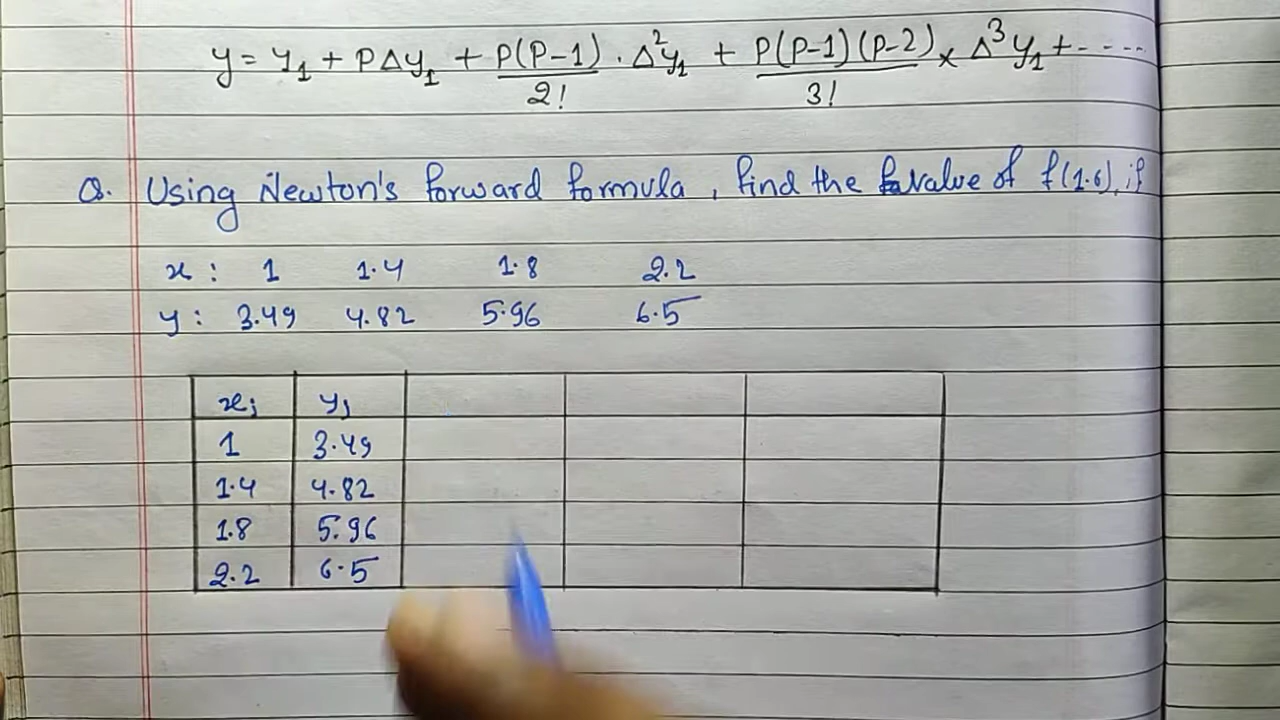 y = y₁ + PΔy₁ + P(P-1)/2! . Δ²y₁ + P(P-1)(P-2)/3! × Δ³y₁ + - - - -
Q. Using Newton's forward formula, find the value of f(1.6), if
x : 1 1.4 1.8 2.2
y : 3.49 4.82 5.96 6.5
xⱼ yⱼ
1 3.49
1.4 4.82
1.8 5.96
2.2 6.5